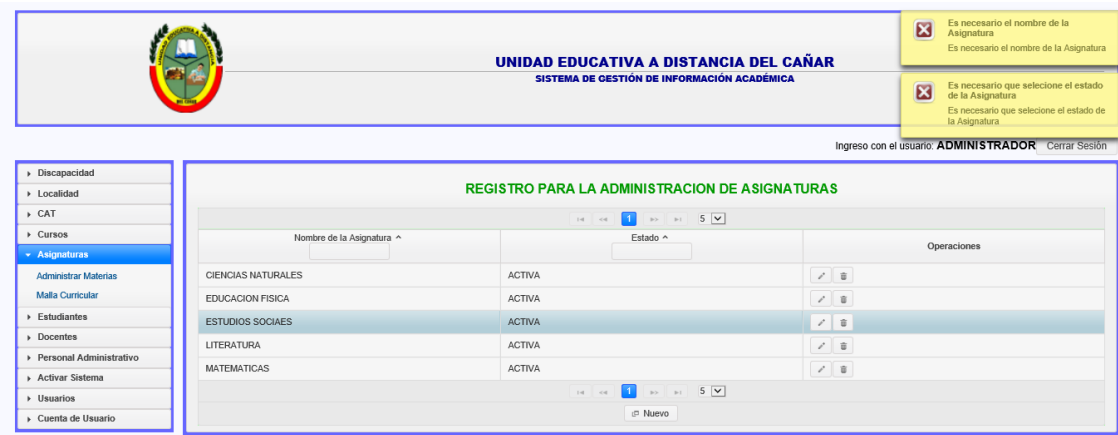 Es necesario el nombre de la
Asignatura
Es necesario el nombre de la Asignatura
UNIDAD EDUCATIVA A DISTANCIA DEL CAÑAR
SISTEMA DE GESTIÓN DE INFORMACIÓN ACADÉMICA
Es necesario que selecione el estado
de la Asignatura
Es necesario que selecione el estado de
la Asignatura
Ingreso con el usuario: ADMINISTRADOR Cerrar Sesión
Discapacidad
Localidad
CAT
Cursos
Asignaturas
Administrar Materias
Malla Curricular
Estudiantes
Docentes
Personal Administrativo
Activar Sistema
Usuarios
Cuenta de Usuario
REGISTRO PARA LA ADMINISTRACION DE ASIGNATURAS
1 5
Nombre de la Asignatura Estado Operaciones
CIENCIAS NATURALES ACTIVA
EDUCACION FISICA ACTIVA
ESTUDIOS SOCIAES ACTIVA
LITERATURA ACTIVA
MATEMATICAS ACTIVA
1 5
Nuevo